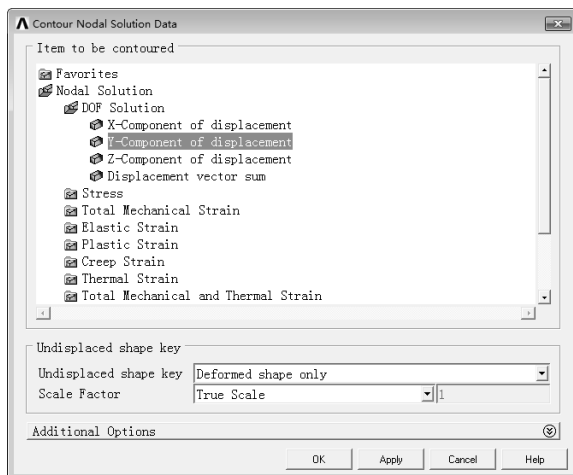 Contour Nodal Solution Data
Item to be contoured
Favorites
Nodal Solution
DOF Solution
X-Component of displacement
Y-Component of displacement
Z-Component of displacement
Displacement vector sum
Stress
Total Mechanical Strain
Elastic Strain
Plastic Strain
Creep Strain
Thermal Strain
Total Mechanical and Thermal Strain
Undisplaced shape key
Undisplaced shape key Deformed shape only
Scale Factor True Scale 1
Additional Options
OK Apply Cancel Help